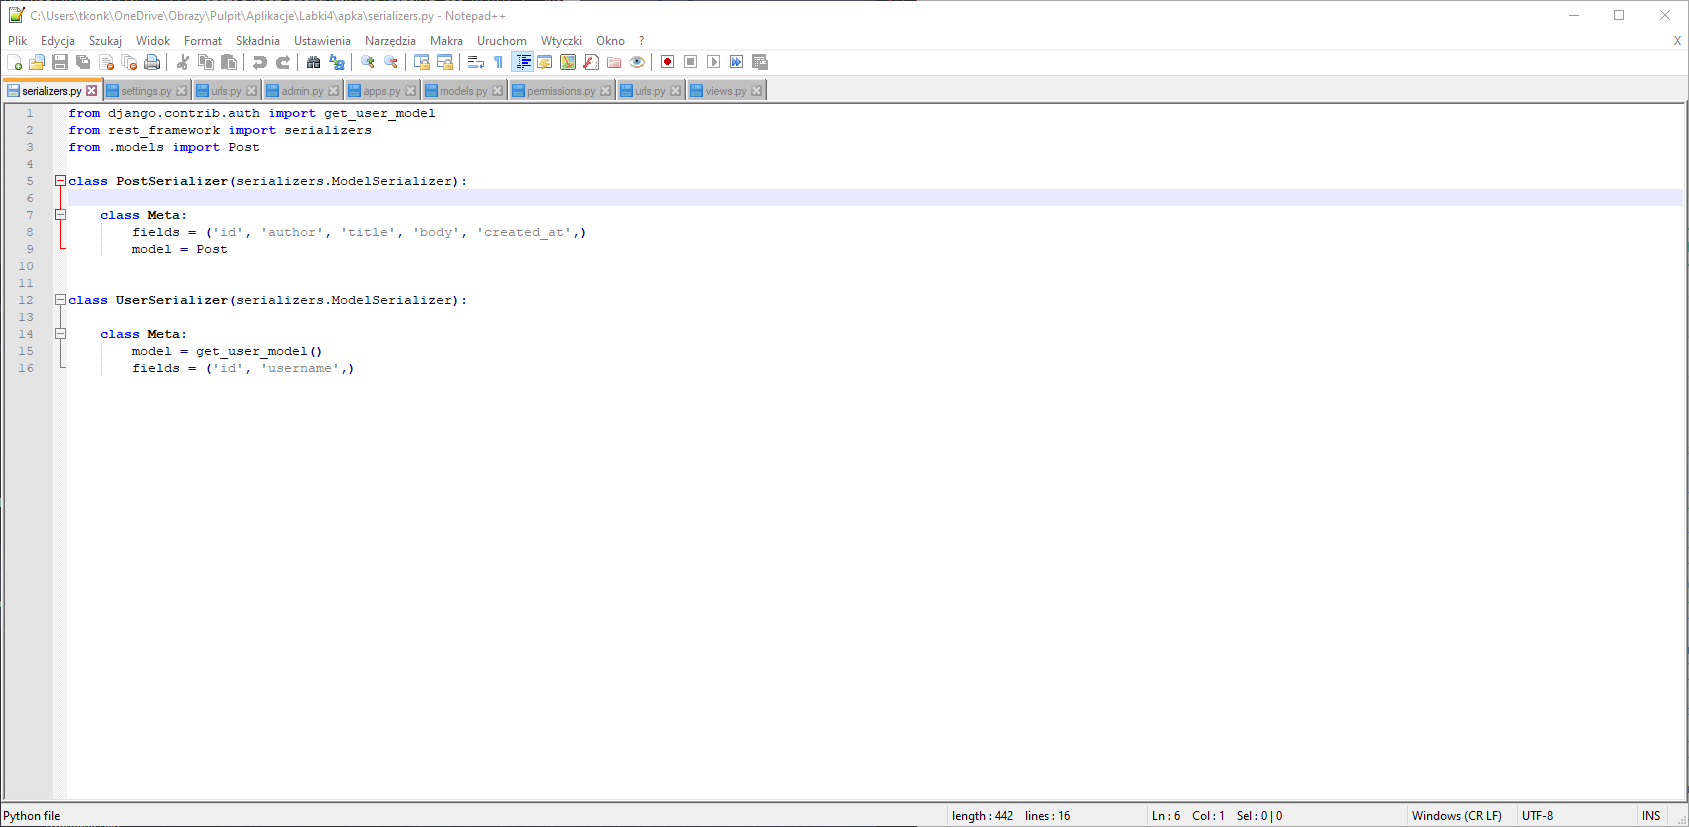 C:\Users\tkonk\OneDrive\Obrazy\Pulpit\Aplikacje\Labki4\apka\serializers.py - Notepad++
Plik Edycja Szukaj Widok Format Składnia Ustawienia Narzędzia Makra Uruchom Wtyczki Okno ? X
serializers.py settings.py urls.py admin.py apps.py models.py permissions.py urls.py views.py
1 from django.contrib.auth import get_user_model
2 from rest_framework import serializers
3 from .models import Post
4
5 class PostSerializer(serializers.ModelSerializer):
6
7 class Meta:
8 fields = ('id', 'author', 'title', 'body', 'created_at',)
9 model = Post
10
11
12 class UserSerializer(serializers.ModelSerializer):
13
14 class Meta:
15 model = get_user_model()
16 fields = ('id', 'username',)
Python file length : 442 lines : 16 Ln : 6 Col : 1 Sel : 0 | 0 Windows (CR LF) UTF-8 INS